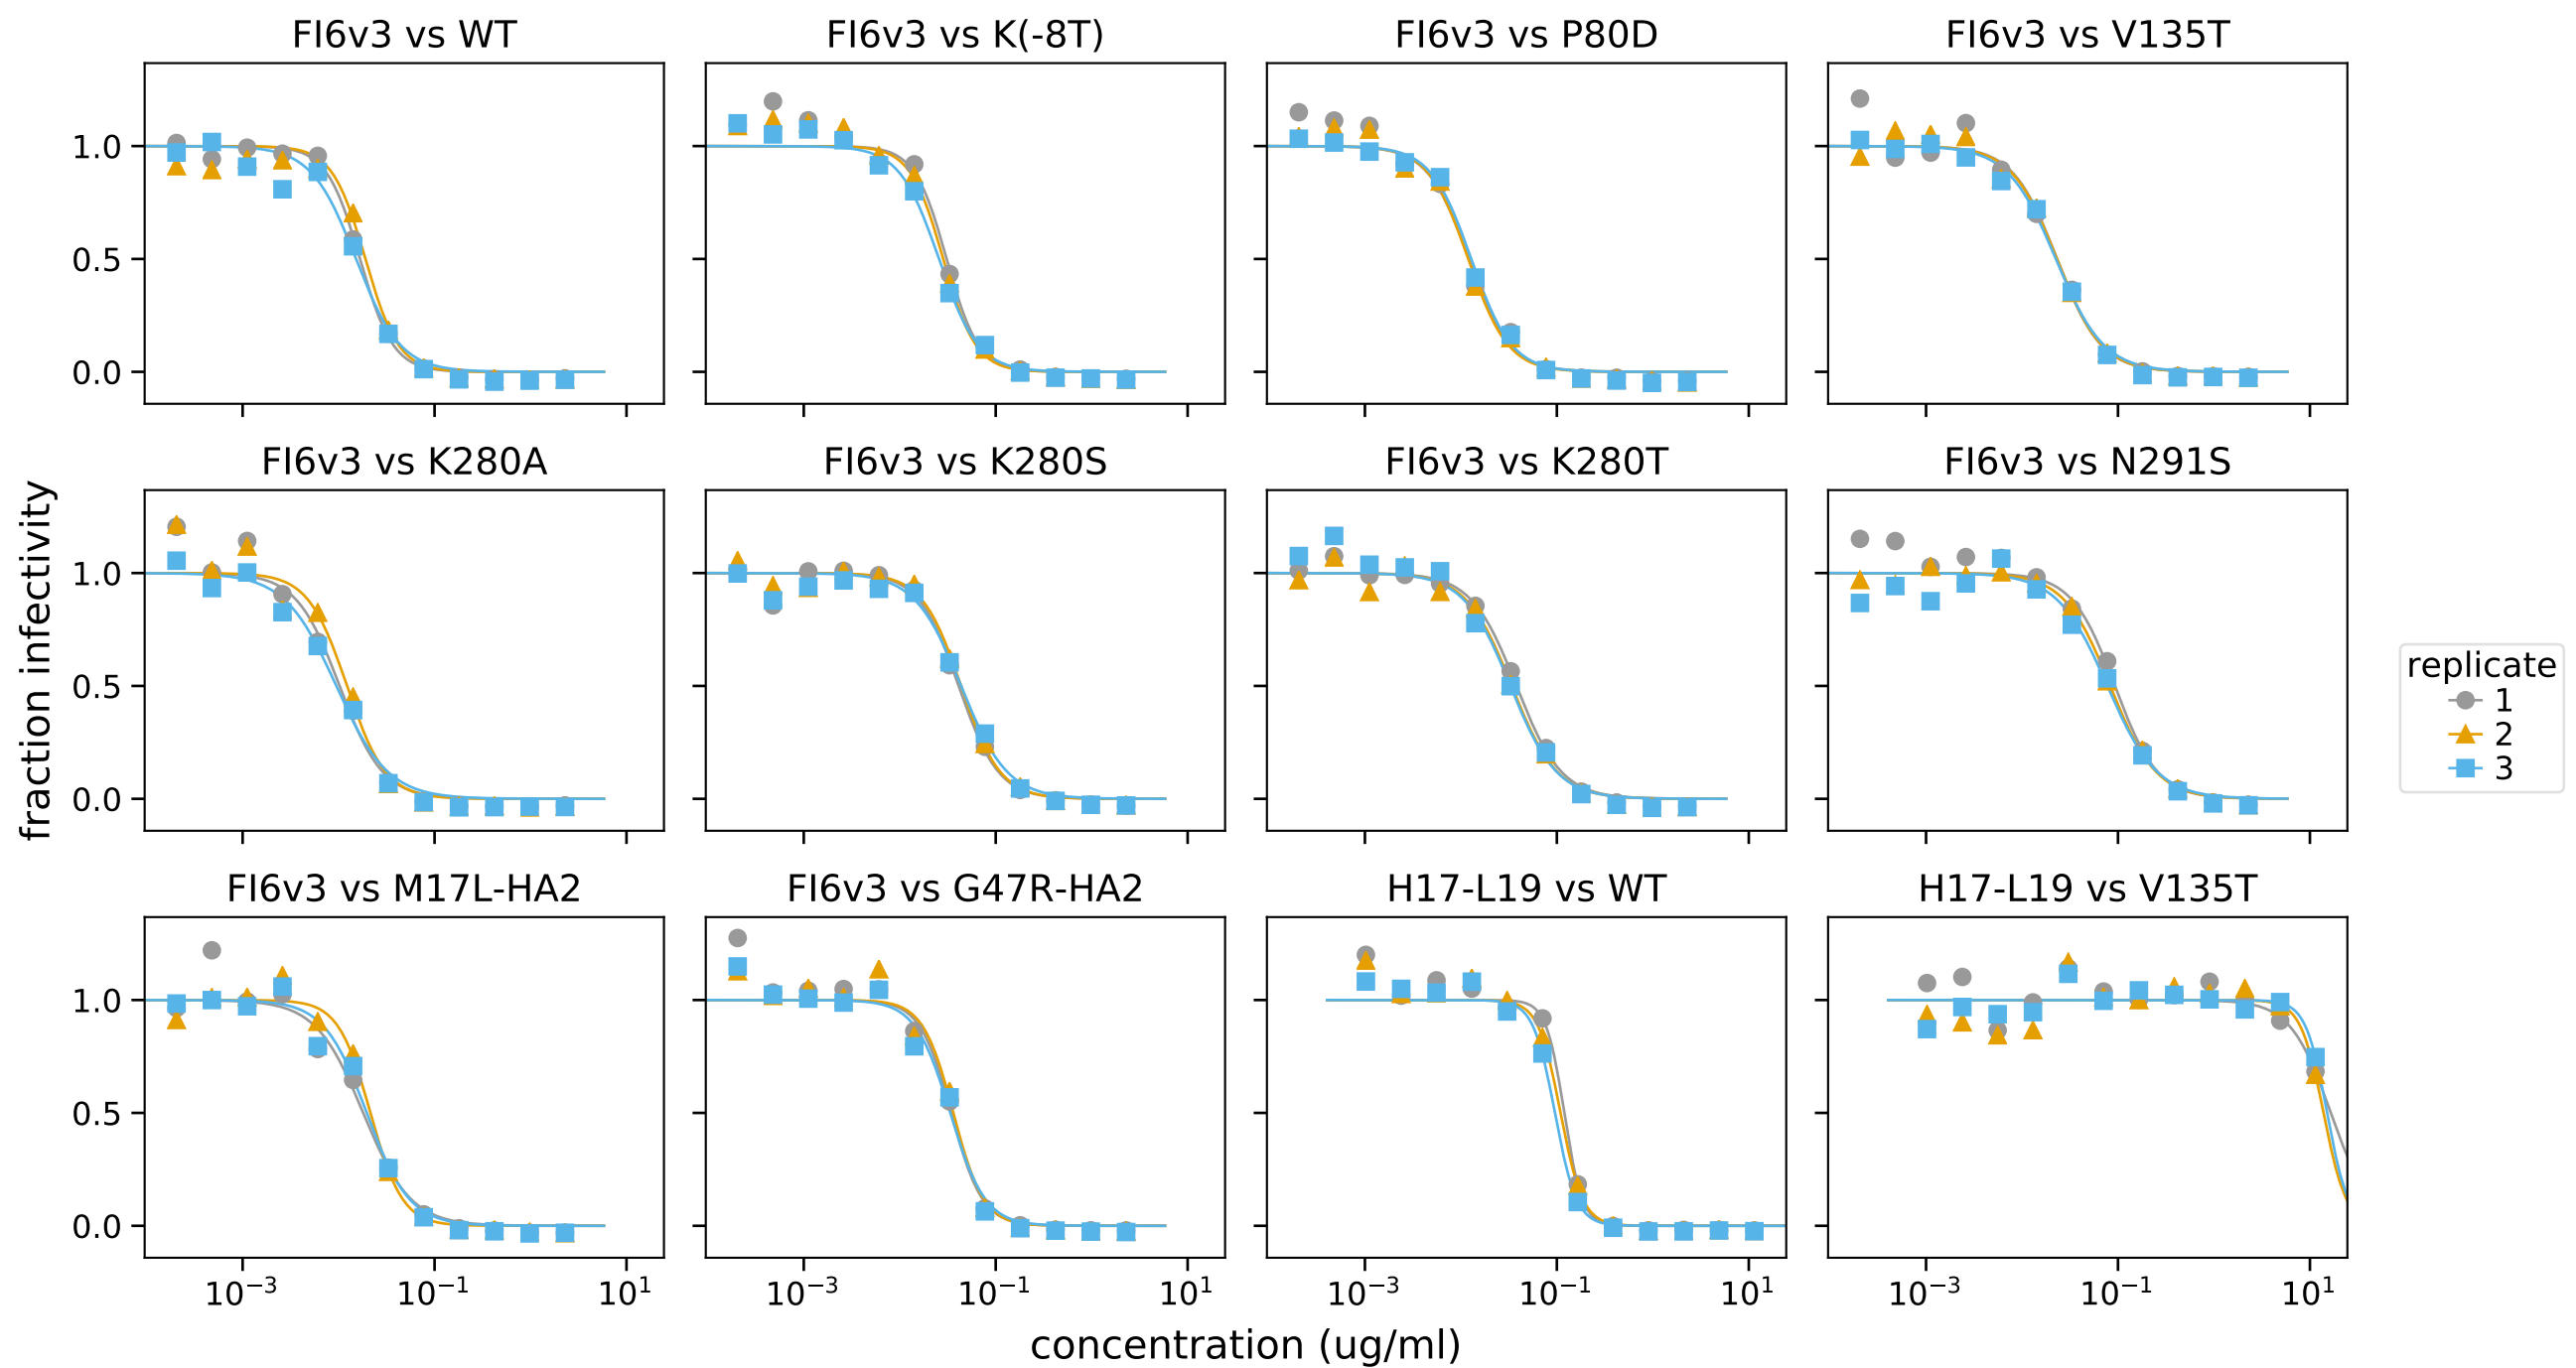 FI6v3 vs WT
FI6v3 vs K(-8T)
FI6v3 vs P80D
FI6v3 vs V135T
1.0
0.5
0.0
FI6v3 vs K280A
FI6v3 vs K280S
FI6v3 vs K280T
FI6v3 vs N291S
1.0
0.5
0.0
fraction infectivity
replicate
1
2
3
FI6v3 vs M17L-HA2
FI6v3 vs G47R-HA2
H17-L19 vs WT
H17-L19 vs V135T
1.0
0.5
0.0
10⁻³ 10⁻¹ 10¹
10⁻³ 10⁻¹ 10¹
10⁻³ 10⁻¹ 10¹
10⁻³ 10⁻¹ 10¹
concentration (ug/ml)